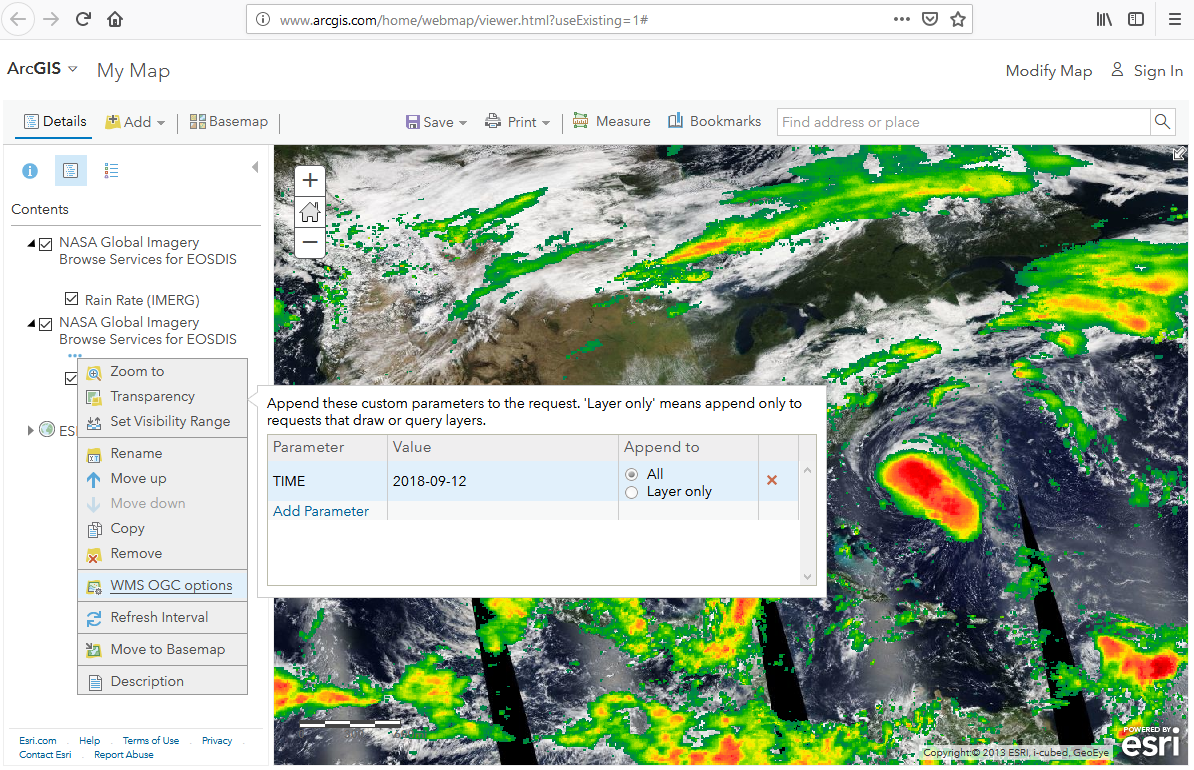 www.arcgis.com/home/webmap/viewer.html?useExisting=1#
ArcGIS My Map Modify Map Sign In
Details Add Basemap Save Print Measure Bookmarks Find address or place
Contents
NASA Global Imagery
Browse Services for EOSDIS
Rain Rate (IMERG)
NASA Global Imagery
Browse Services for EOSDIS
Zoom to
Transparency
Set Visibility Range
ES
Rename
Move up
Move down
Copy
Remove
WMS OGC options
Refresh Interval
Move to Basemap
Description
Append these custom parameters to the request. 'Layer only' means append only to
requests that draw or query layers.
Parameter Value Append to
TIME 2018-09-12 All
Layer only
Add Parameter
Esri.com . Help . Terms of Use . Privacy .
Contact Esri . Report Abuse
POWERED BY
esri
Copyright:© 2013 ESRI, i-cubed, GeoEye